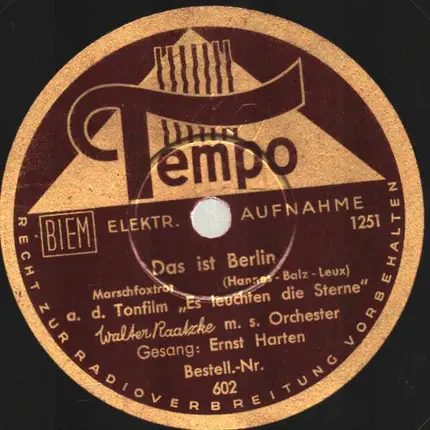 Tempo
BIEM ELEKTR. AUFNAHME
1251
Das ist Berlin
Marschfoxtrot (Hannes - Balz - Leux)
a. d. Tonfilm „Es leuchten die Sterne“
Walter Raatzke m. s. Orchester
Gesang: Ernst Harten
Bestell.-Nr.
602
RECHT ZUR RADIOVERBREITUNG VORBEHALTEN